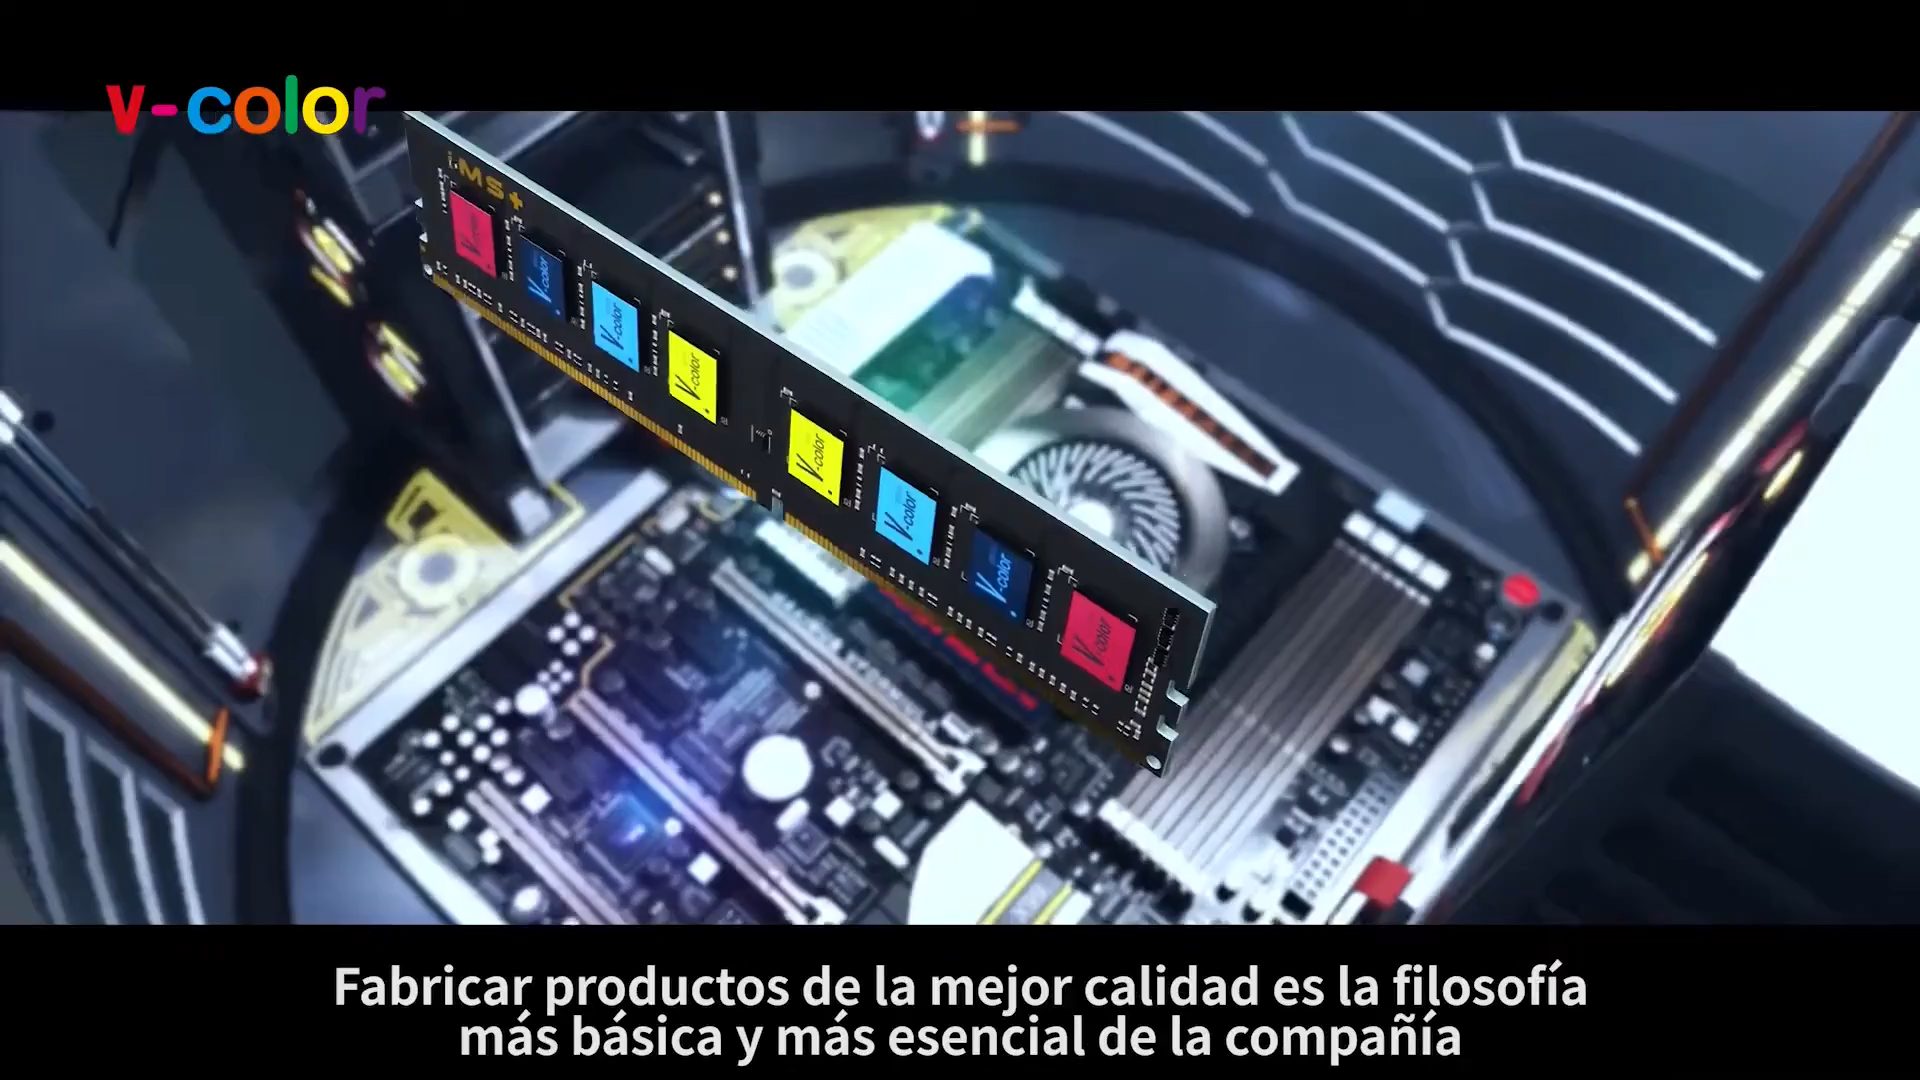 v-color
MS+
V-color
V-color
V-color
V-color
V-color
V-color
V-color
V-color
Fabricar productos de la mejor calidad es la filosofía
más básica y más esencial de la compañía